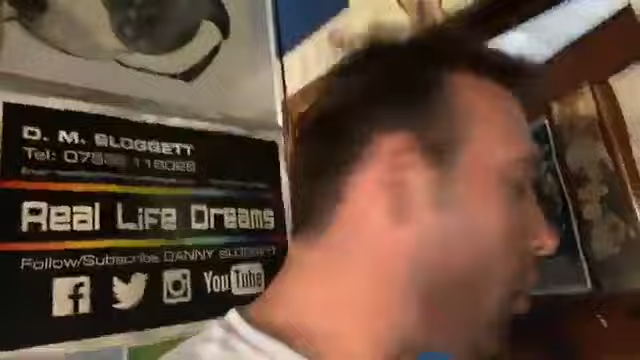 D. M. SLOGGETT
Tel:
Real Life Dreams
Follow/Subscribe DANNY SLOGGETT
YouTube